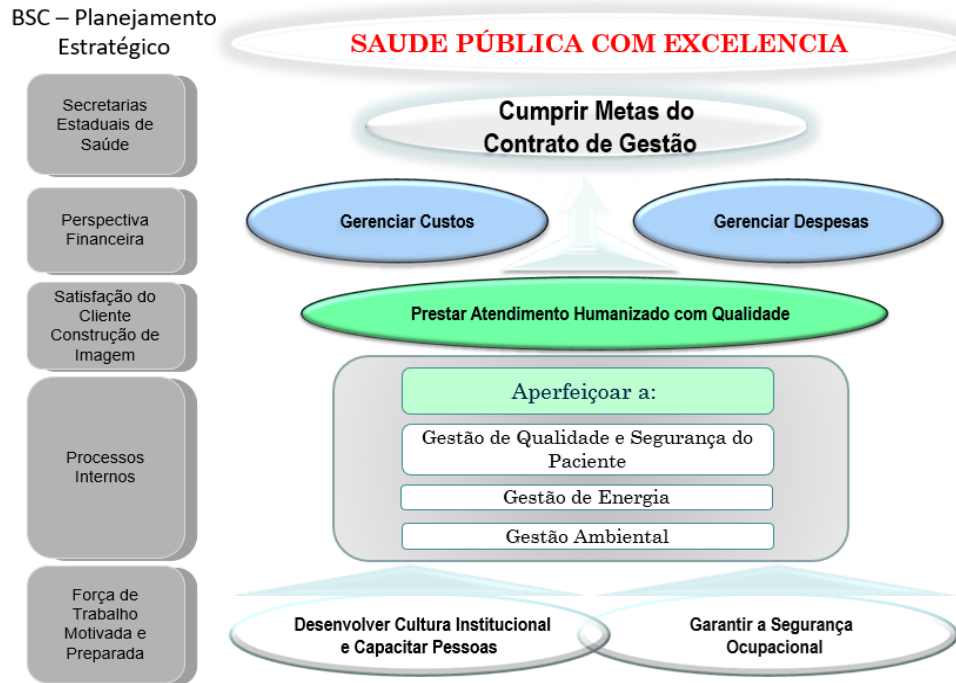 BSC – Planejamento
Estratégico
SAUDE PÚBLICA COM EXCELENCIA
Secretarias
Estaduais de
Saúde
Cumprir Metas do
Contrato de Gestão
Perspectiva
Financeira
Gerenciar Custos
Gerenciar Despesas
Satisfação do
Cliente
Construção de
Imagem
Prestar Atendimento Humanizado com Qualidade
Processos
Internos
Aperfeiçoar a:
Gestão de Qualidade e Segurança do
Paciente
Gestão de Energia
Gestão Ambiental
Força de
Trabalho
Motivada e
Preparada
Desenvolver Cultura Institucional
e Capacitar Pessoas
Garantir a Segurança
Ocupacional